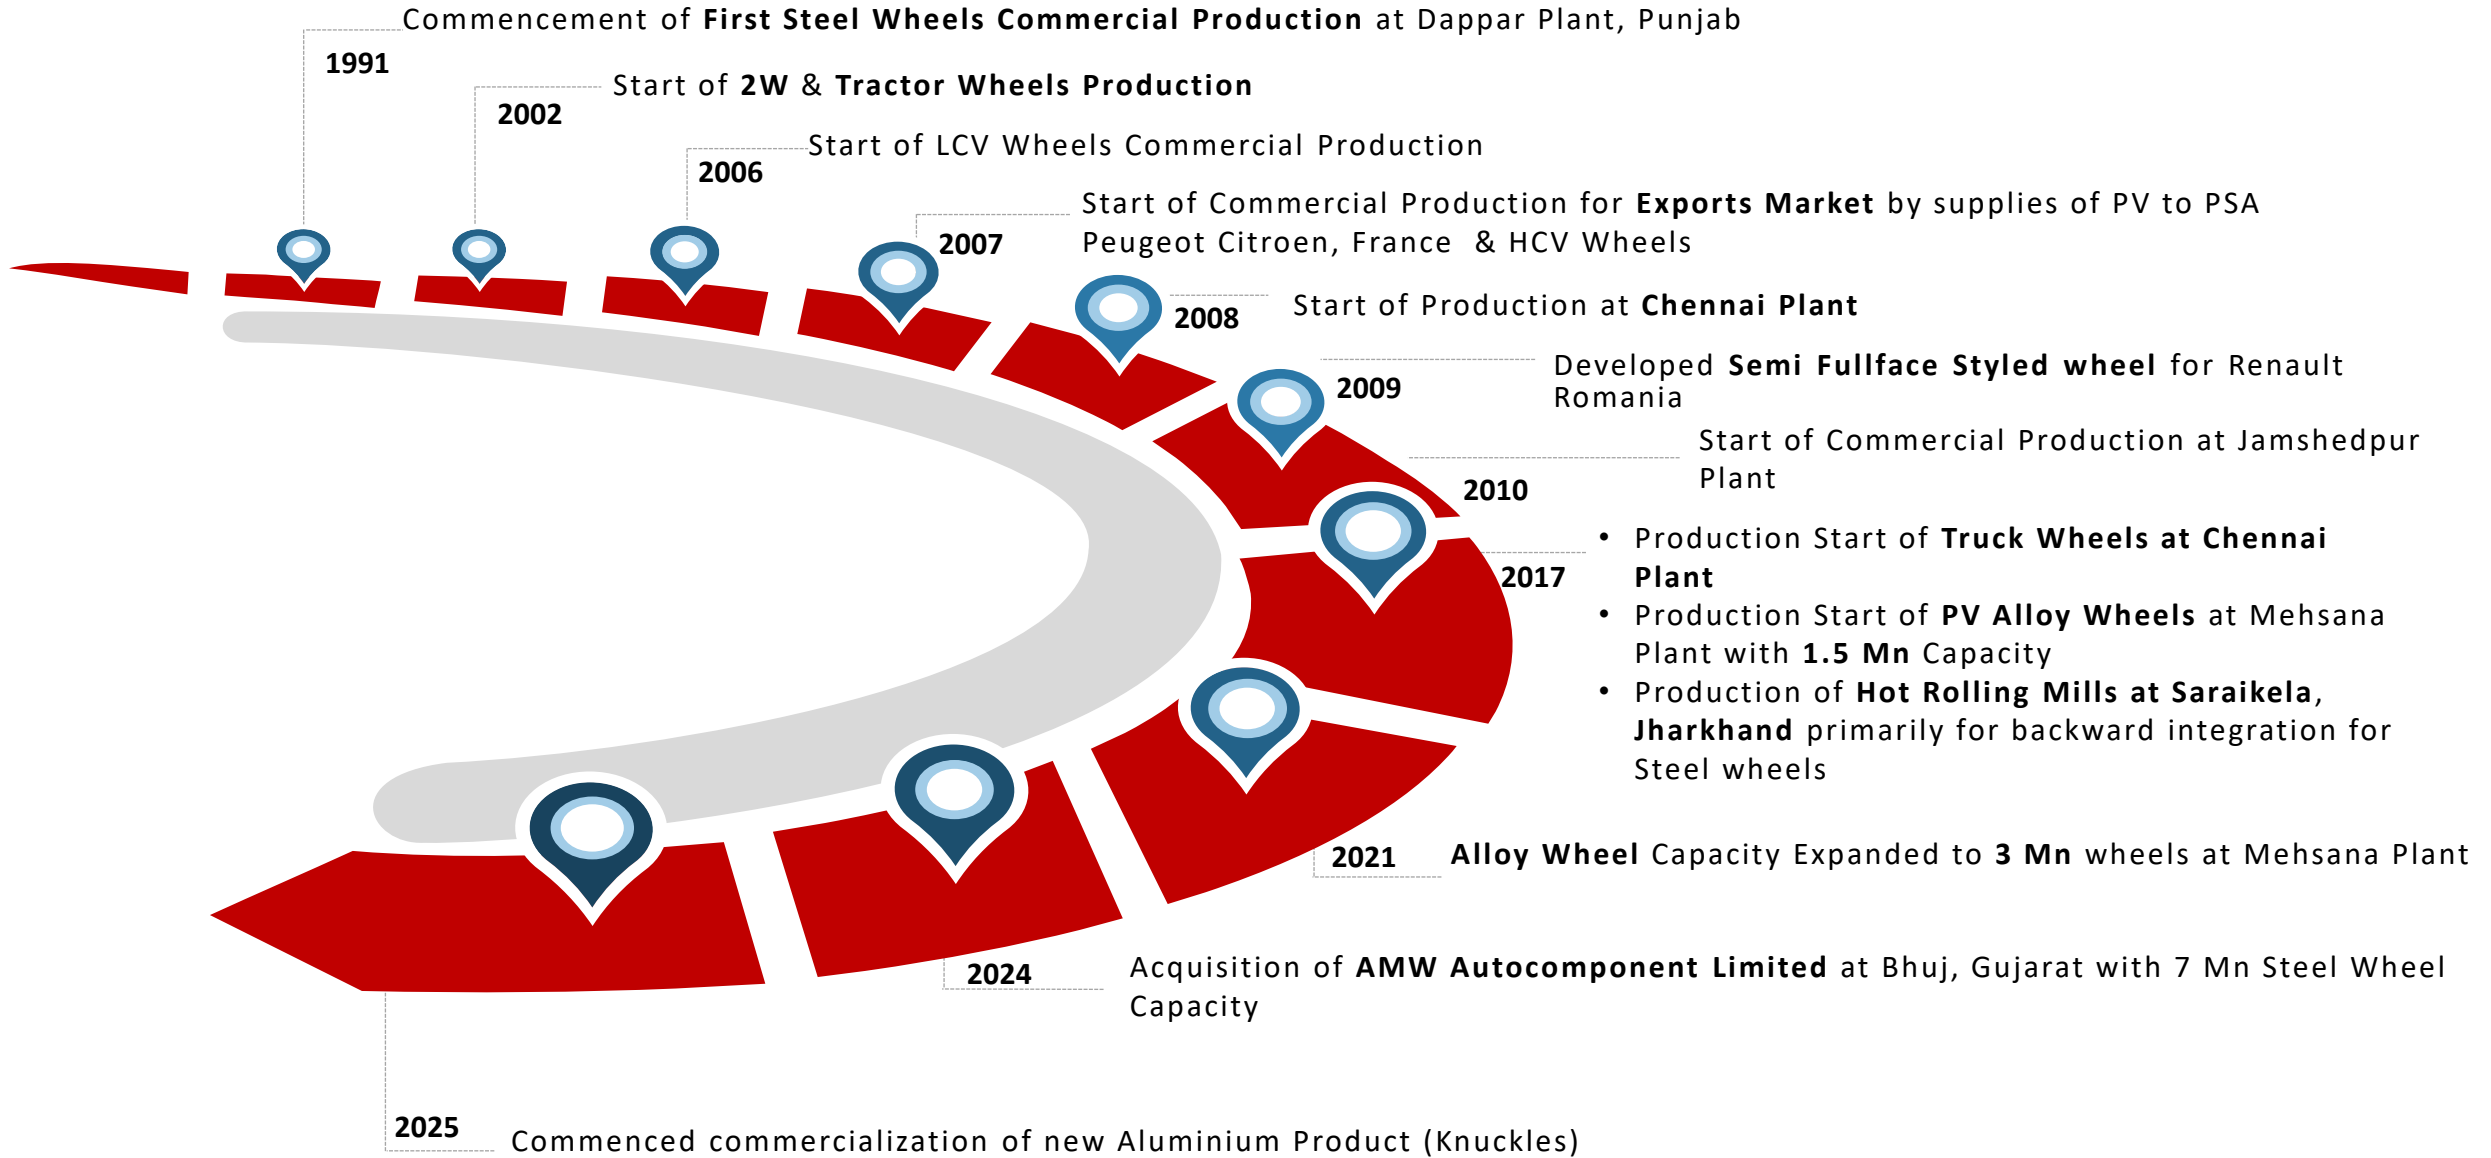 Commencement of First Steel Wheels Commercial Production at Dappar Plant, Punjab
1991
Start of 2W & Tractor Wheels Production
2002
Start of LCV Wheels Commercial Production
2006
Start of Commercial Production for Exports Market by supplies of PV to PSA
Peugeot Citroen, France & HCV Wheels
2007
Start of Production at Chennai Plant
2008
Developed Semi Fullface Styled wheel for Renault
Romania
2009
Start of Commercial Production at Jamshedpur
Plant
2010
• Production Start of Truck Wheels at Chennai
Plant
2017
• Production Start of PV Alloy Wheels at Mehsana
Plant with 1.5 Mn Capacity
• Production of Hot Rolling Mills at Saraikela,
Jharkhand primarily for backward integration for
Steel wheels
2021
Alloy Wheel Capacity Expanded to 3 Mn wheels at Mehsana Plant
2024
Acquisition of AMW Autocomponent Limited at Bhuj, Gujarat with 7 Mn Steel Wheel
Capacity
2025
Commenced commercialization of new Aluminium Product (Knuckles)